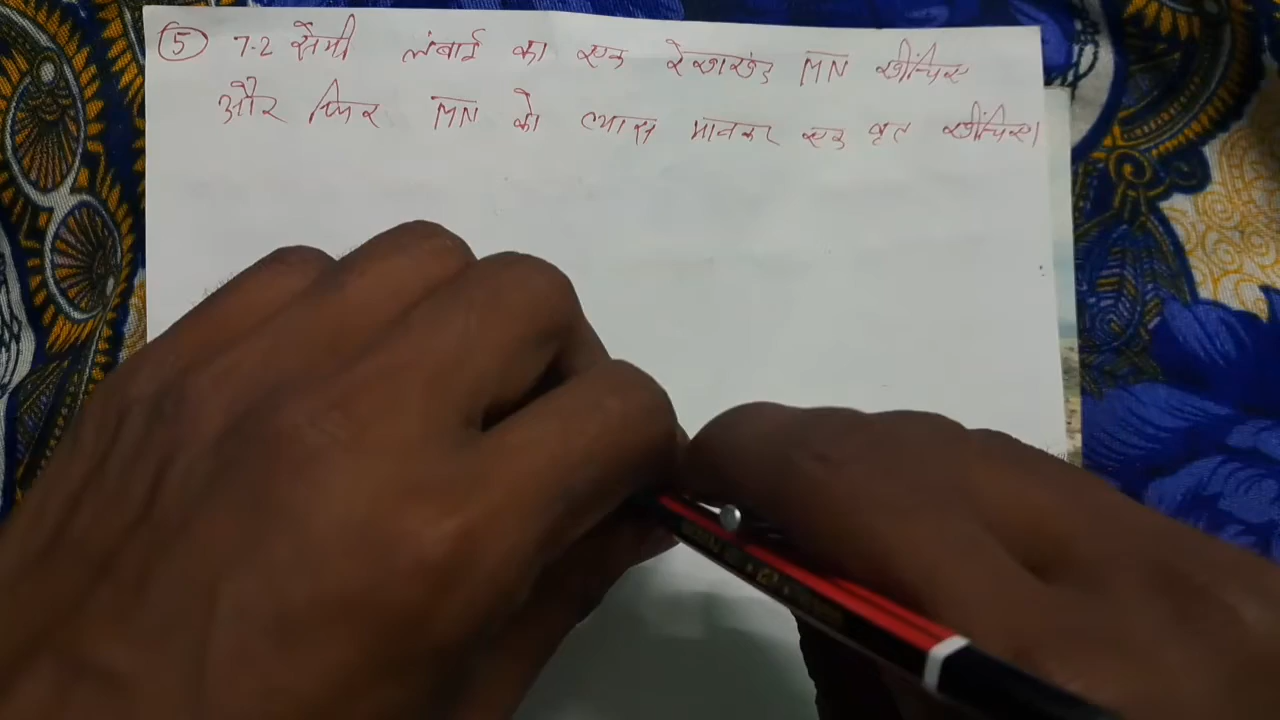 ⑤ 7.2 सेमी लंबाई का एक रेखाखंड MN खींचिए
और फिर MN को व्यास मानकर एक वृत खींचिए।